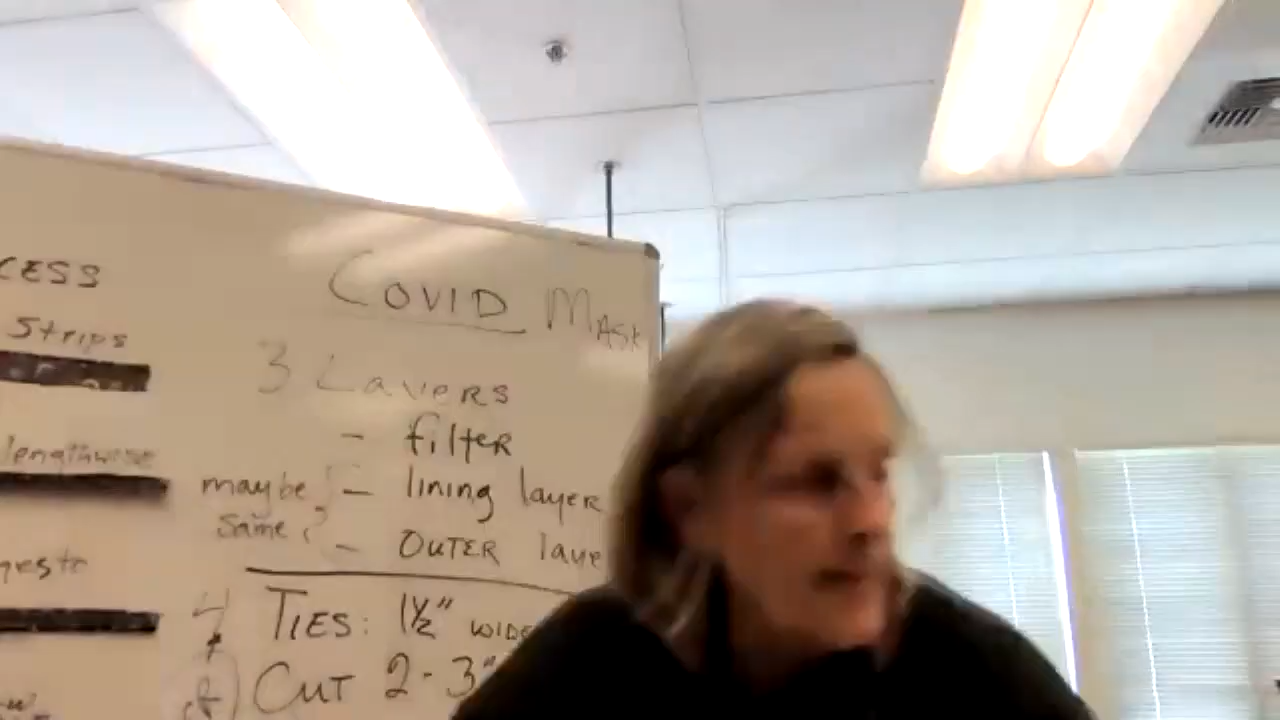 CESS
Strips
lengthwise
COVID MASK
3 Layers
- filter
maybe - lining layer
same? - OUTER laye
4 TIES: 1½" WIDE
CUT 2 - 3"